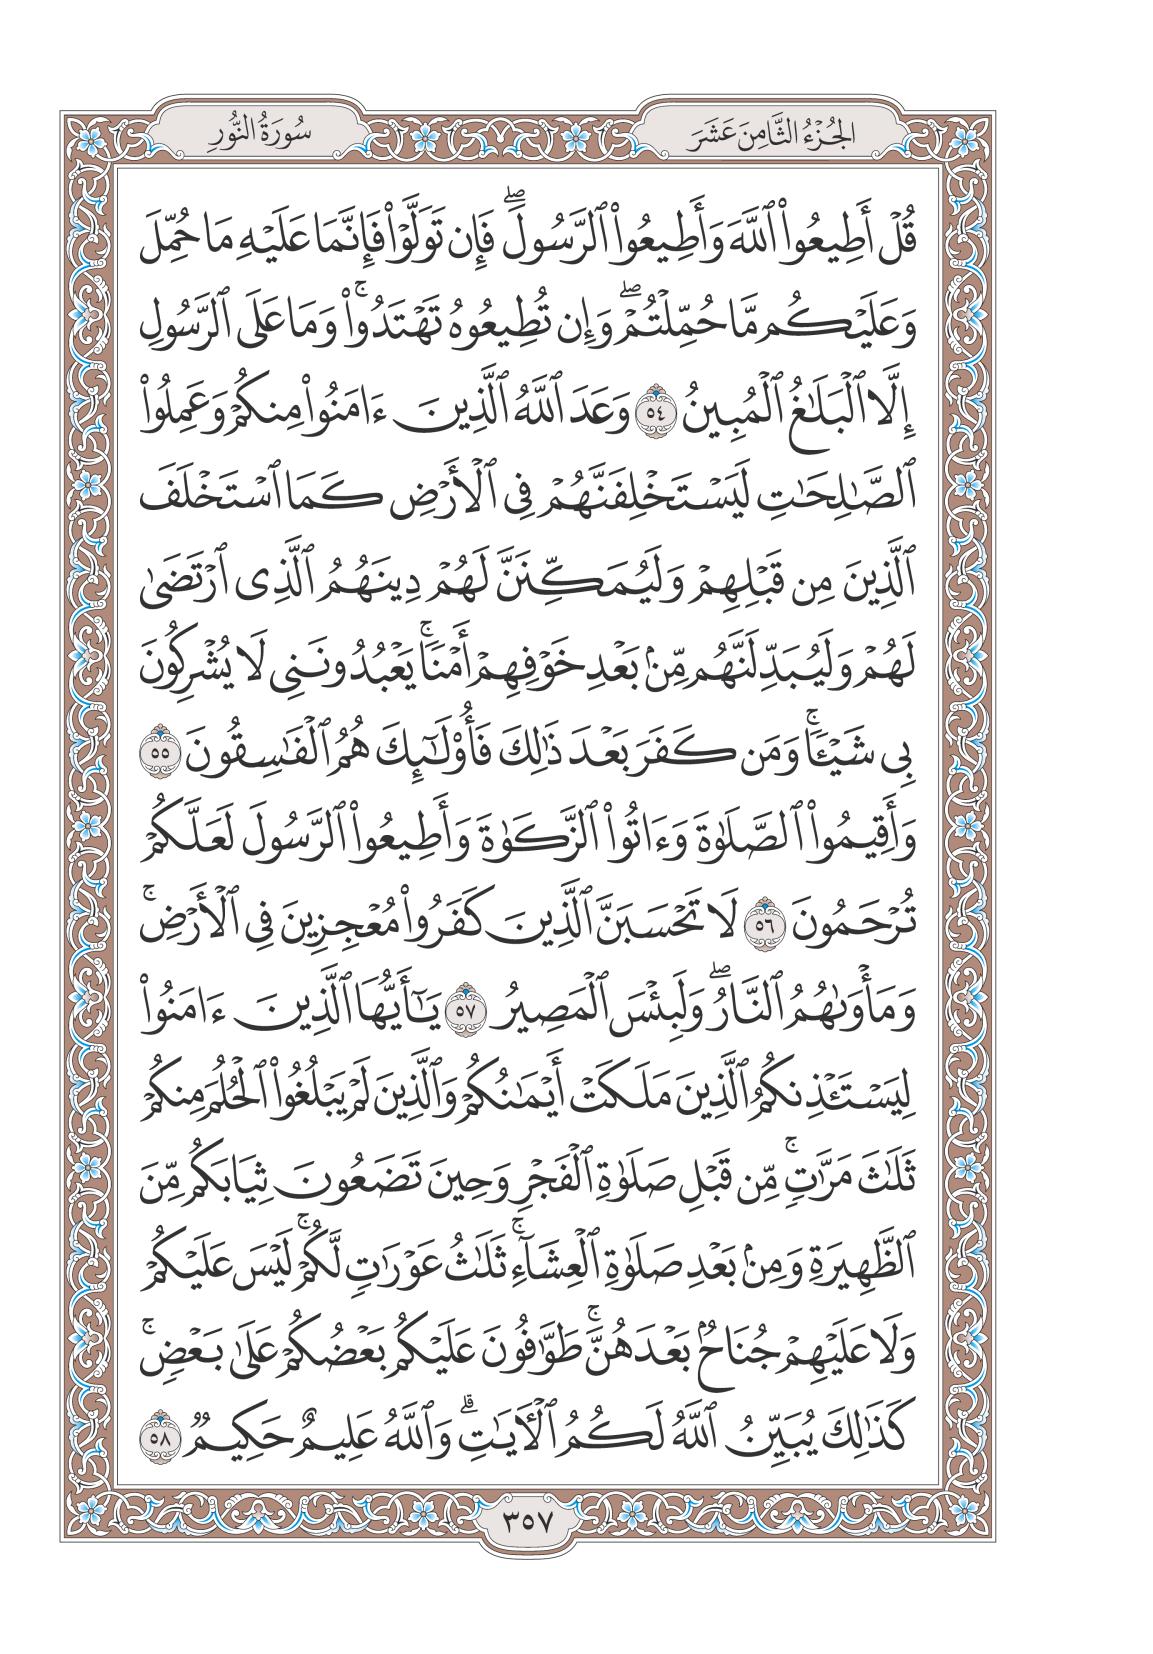 الجُزْءُ الثَّامِنَ عَشَرَ
سُورَةُ النُّورِ
قُلْ أَطِيعُوا۟ ٱللَّهَ وَأَطِيعُوا۟ ٱلرَّسُولَ ۖ فَإِن تَوَلَّوْا۟ فَإِنَّمَا عَلَيْهِ مَا حُمِّلَ
وَعَلَيْكُم مَّا حُمِّلْتُمْ ۖ وَإِن تُطِيعُوهُ تَهْتَدُوا۟ ۚ وَمَا عَلَى ٱلرَّسُولِ
إِلَّا ٱلْبَلَـٰغُ ٱلْمُبِينُ ٥٤ وَعَدَ ٱللَّهُ ٱلَّذِينَ ءَامَنُوا۟ مِنكُمْ وَعَمِلُوا۟
ٱلصَّـٰلِحَـٰتِ لَيَسْتَخْلِفَنَّهُمْ فِى ٱلْأَرْضِ كَمَا ٱسْتَخْلَفَ
ٱلَّذِينَ مِن قَبْلِهِمْ وَلَيُمَكِّنَنَّ لَهُمْ دِينَهُمُ ٱلَّذِى ٱرْتَضَىٰ
لَهُمْ وَلَيُبَدِّلَنَّهُم مِّنۢ بَعْدِ خَوْفِهِمْ أَمْنًا ۚ يَعْبُدُونَنِى لَا يُشْرِكُونَ
بِى شَيْـًٔا ۚ وَمَن كَفَرَ بَعْدَ ذَٰلِكَ فَأُو۟لَـٰٓئِكَ هُمُ ٱلْفَـٰسِقُونَ ٥٥
وَأَقِيمُوا۟ ٱلصَّلَوٰةَ وَءَاتُوا۟ ٱلزَّكَوٰةَ وَأَطِيعُوا۟ ٱلرَّسُولَ لَعَلَّكُمْ
تُرْحَمُونَ ٥٦ لَا تَحْسَبَنَّ ٱلَّذِينَ كَفَرُوا۟ مُعْجِزِينَ فِى ٱلْأَرْضِ ۚ
وَمَأْوَىٰهُمُ ٱلنَّارُ ۖ وَلَبِئْسَ ٱلْمَصِيرُ ٥٧ يَـٰٓأَيُّهَا ٱلَّذِينَ ءَامَنُوا۟
لِيَسْتَـْٔذِنكُمُ ٱلَّذِينَ مَلَكَتْ أَيْمَـٰنُكُمْ وَٱلَّذِينَ لَمْ يَبْلُغُوا۟ ٱلْحُلُمَ مِنكُمْ
ثَلَـٰثَ مَرَّٰتٍ ۚ مِّن قَبْلِ صَلَوٰةِ ٱلْفَجْرِ وَحِينَ تَضَعُونَ ثِيَابَكُم مِّنَ
ٱلظَّهِيرَةِ وَمِنۢ بَعْدِ صَلَوٰةِ ٱلْعِشَآءِ ۚ ثَلَـٰثُ عَوْرَٰتٍ لَّكُمْ ۚ لَيْسَ عَلَيْكُمْ
وَلَا عَلَيْهِمْ جُنَاحٌۢ بَعْدَهُنَّ ۚ طَوَّٰفُونَ عَلَيْكُم بَعْضُكُمْ عَلَىٰ بَعْضٍ ۚ
كَذَٰلِكَ يُبَيِّنُ ٱللَّهُ لَكُمُ ٱلْـَٔايَـٰتِ ۗ وَٱللَّهُ عَلِيمٌ حَكِيمٌ ٥٨
٣٥٧